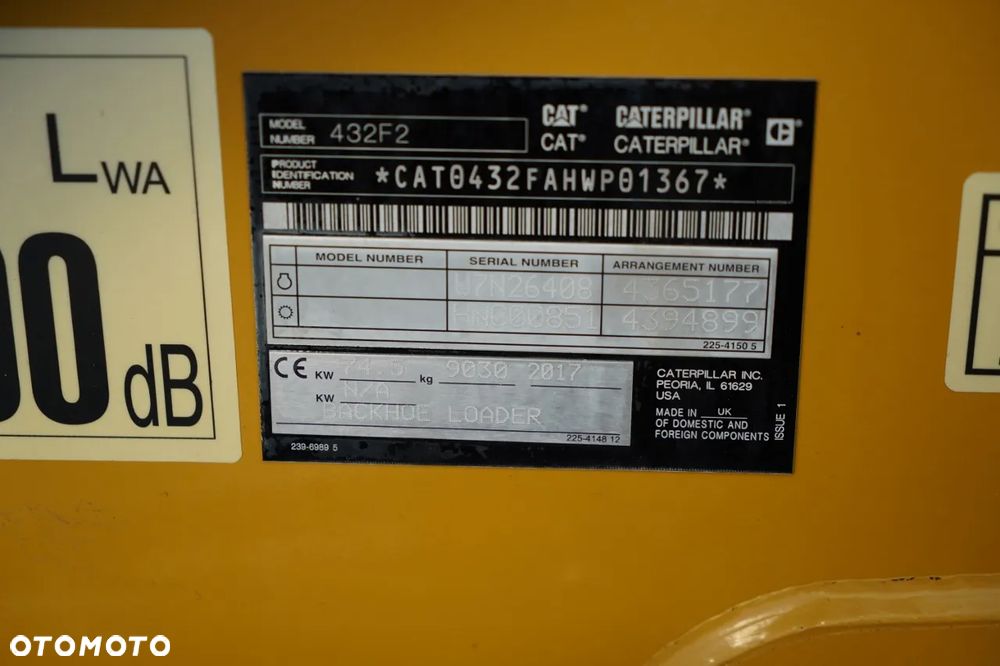 LWA
00 dB
MODEL NUMBER 432F2
CAT® CATERPILLAR®
CAT® CATERPILLAR®
PRODUCT IDENTIFICATION NUMBER *CAT0432FAHWP01367*
MODEL NUMBER SERIAL NUMBER ARRANGEMENT NUMBER
W7N26408 4365177
HNC00851 4394899
225-4150 5
CE KW 74.5 kg 9030 2017
KW N/A
BACKHOE LOADER
225-4148 12
239-6989 5
CATERPILLAR INC.
PEORIA, IL 61629
USA
MADE IN UK
OF DOMESTIC AND
FOREIGN COMPONENTS
ISSUE 1
OTOMOTO